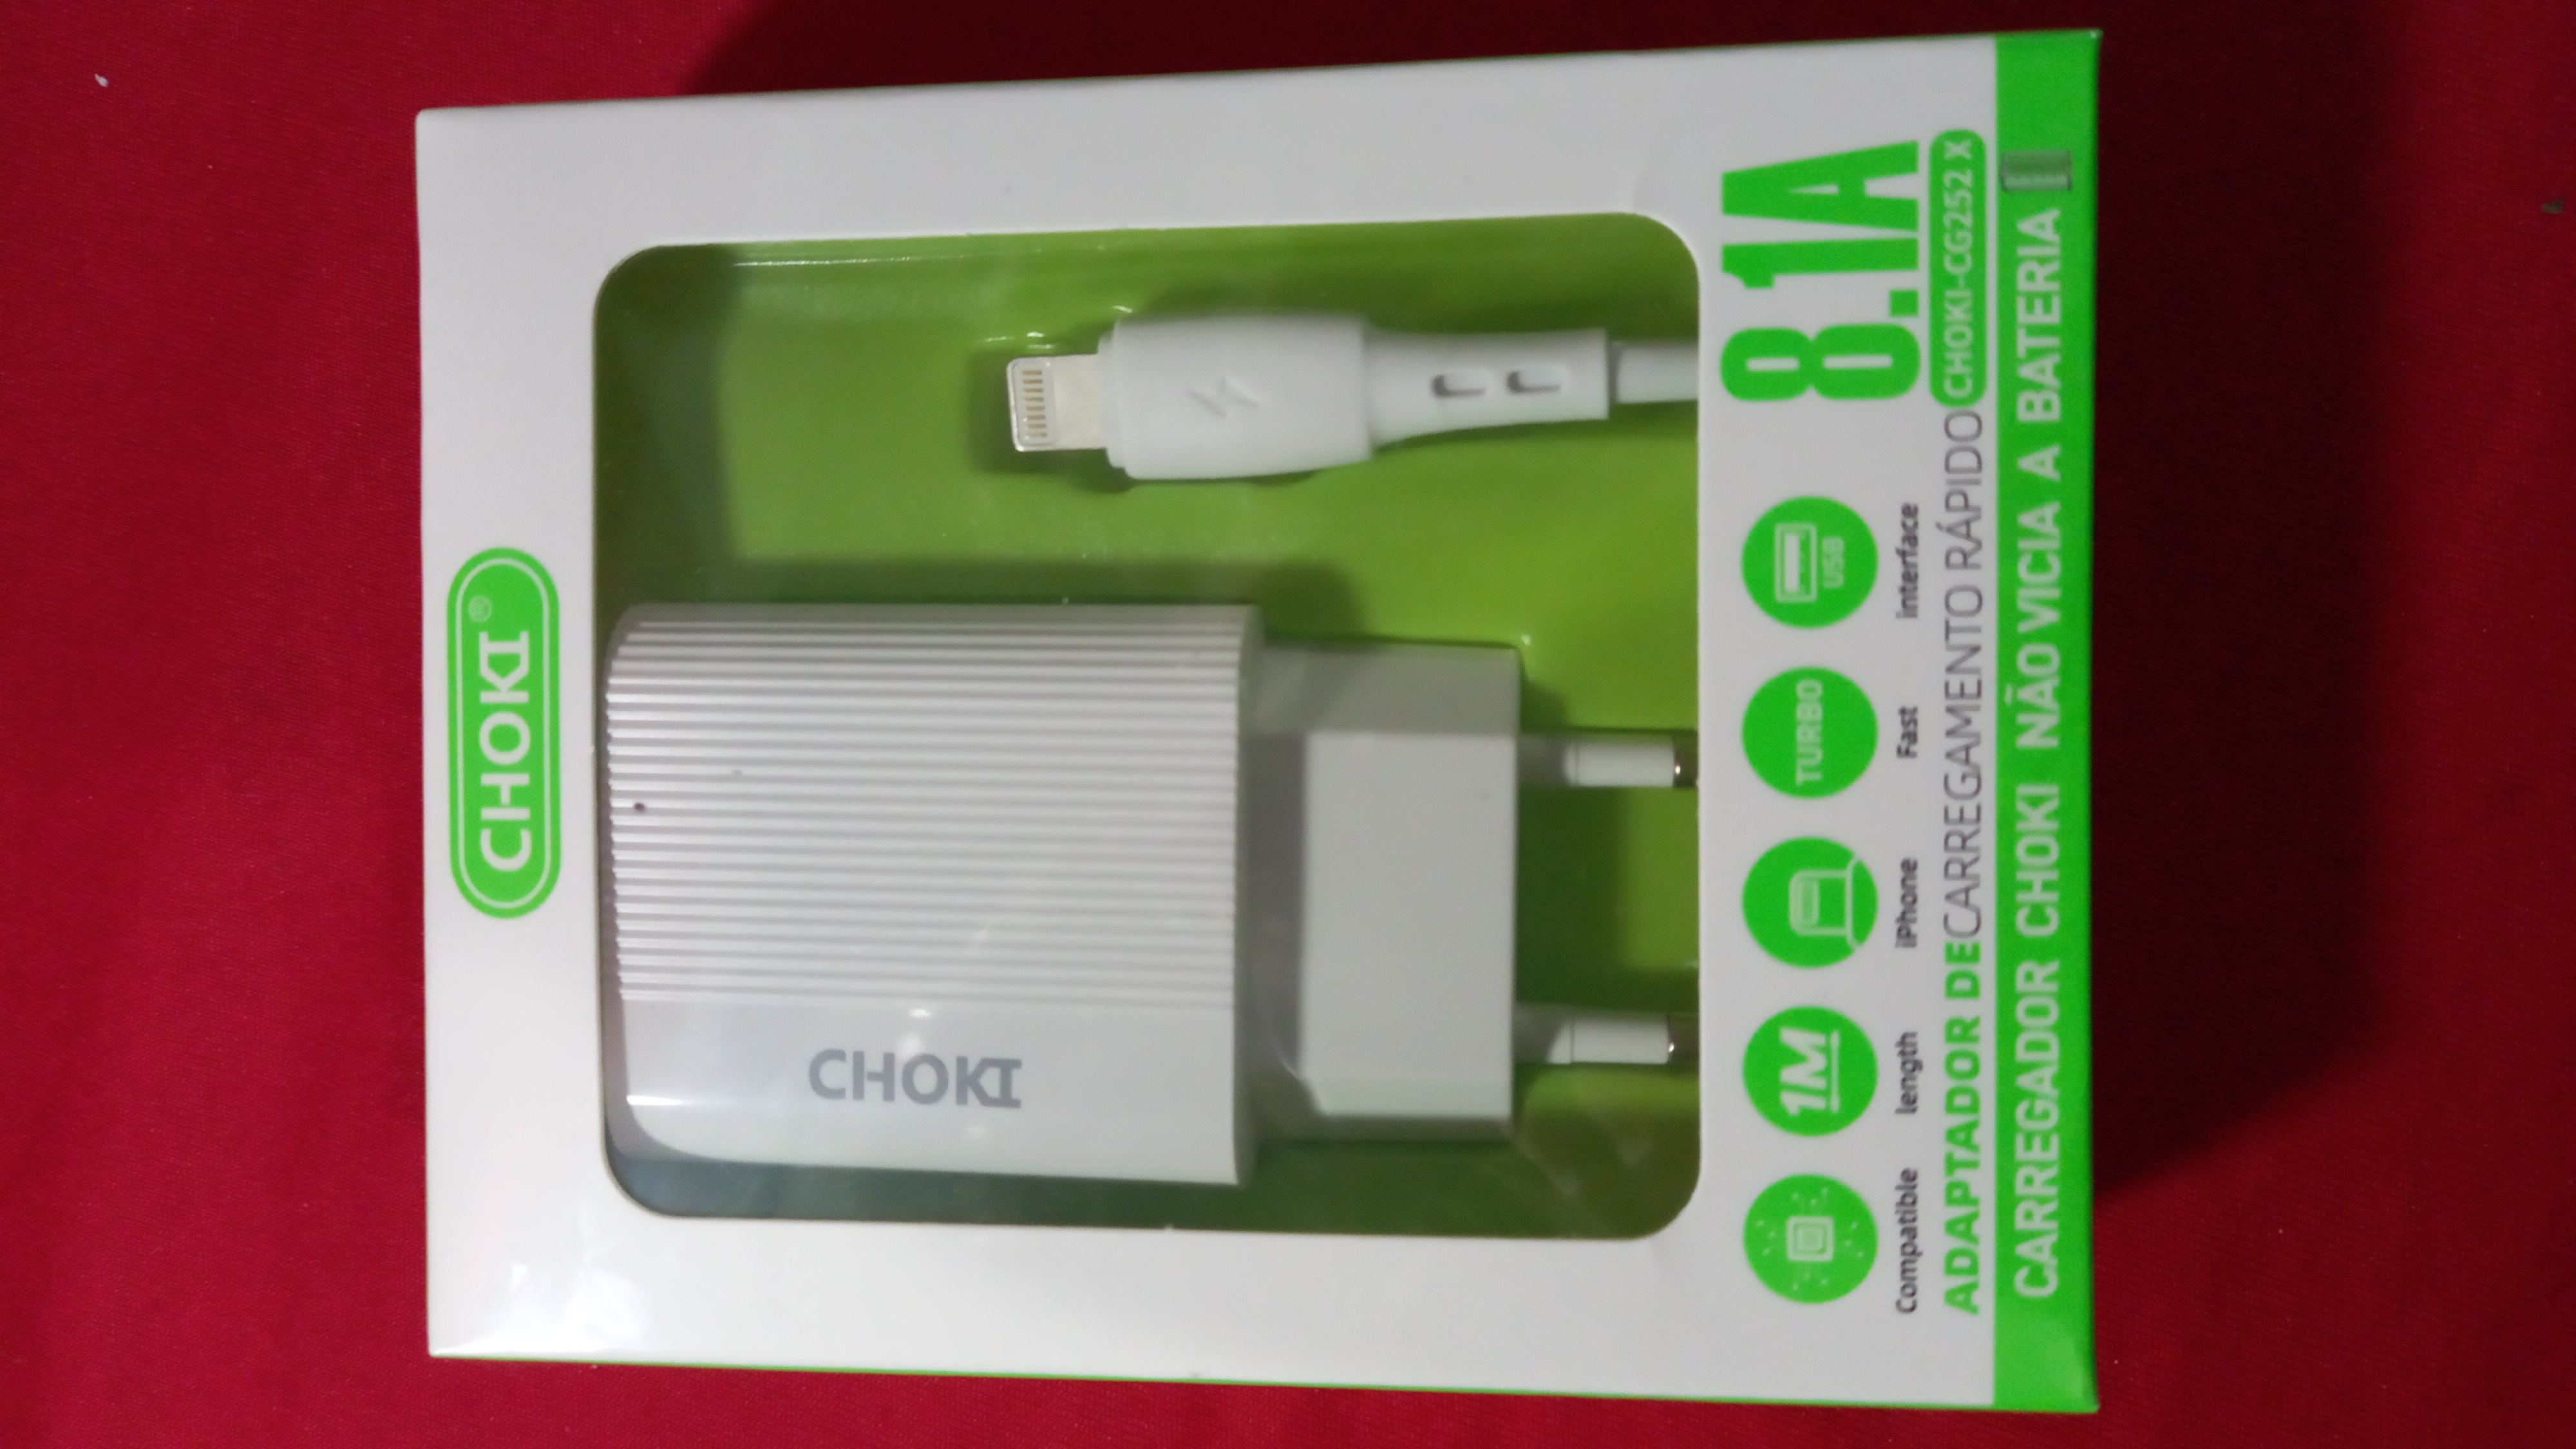 CHOKI®
CHOKI
1M
TURBO
USB
8.1A
Compatible
length
iPhone
Fast
interface
ADAPTADOR DE CARREGAMENTO RÁPIDO
CHOKI-CG252 X
CARREGADOR CHOKI NÃO VICIA A BATERIA